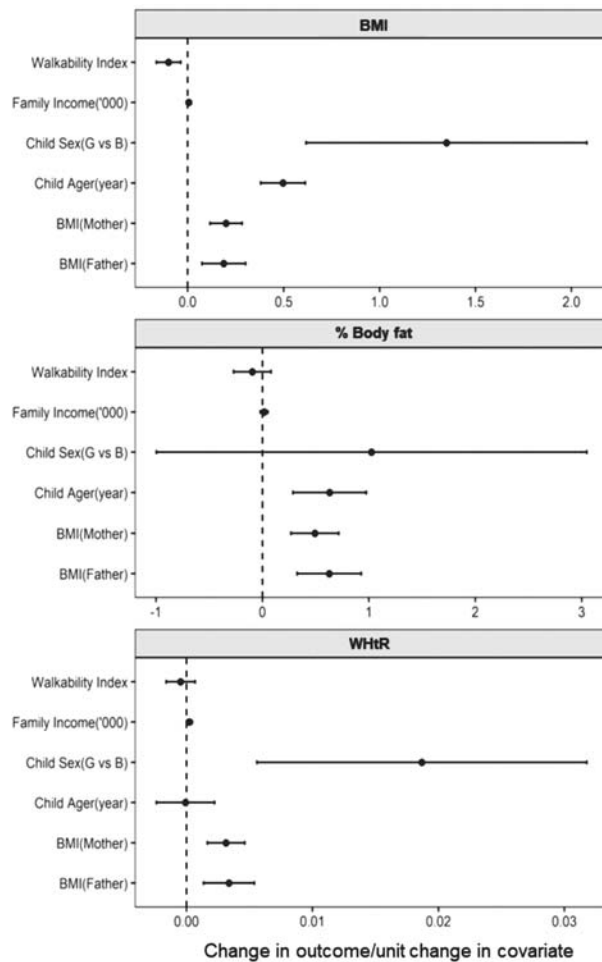 BMI
Walkability Index
Family Income('000)
Child Sex(G vs B)
Child Ager(year)
BMI(Mother)
BMI(Father)
0.0 0.5 1.0 1.5 2.0
% Body fat
Walkability Index
Family Income('000)
Child Sex(G vs B)
Child Ager(year)
BMI(Mother)
BMI(Father)
-1 0 1 2 3
WHtR
Walkability Index
Family Income('000)
Child Sex(G vs B)
Child Ager(year)
BMI(Mother)
BMI(Father)
0.00 0.01 0.02 0.03
Change in outcome/unit change in covariate